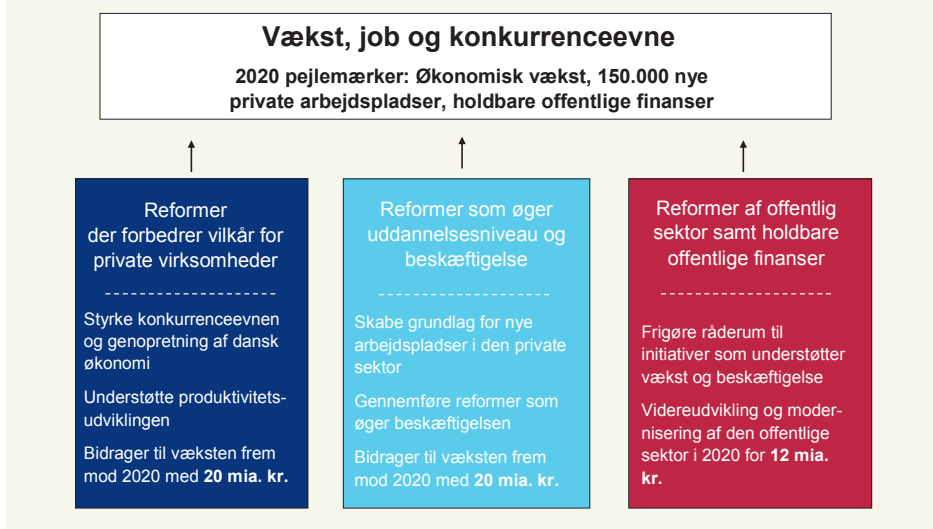 Vækst, job og konkurrenceevne
2020 pejlemærker: Økonomisk vækst, 150.000 nye
private arbejdspladser, holdbare offentlige finanser
Reformer
der forbedrer vilkår for
private virksomheder
Styrke konkurrenceevnen
og genopretning af dansk
økonomi
Understøtte produktivitets-
udviklingen
Bidrager til væksten frem
mod 2020 med 20 mia. kr.
Reformer som øger
uddannelsesniveau og
beskæftigelse
Skabe grundlag for nye
arbejdspladser i den private
sektor
Gennemføre reformer som
øger beskæftigelsen
Bidrager til væksten frem
mod 2020 med 20 mia. kr.
Reformer af offentlig
sektor samt holdbare
offentlige finanser
Frigøre råderum til
initiativer som understøtter
vækst og beskæftigelse
Videreudvikling og moder-
nisering af den offentlige
sektor i 2020 for 12 mia.
kr.